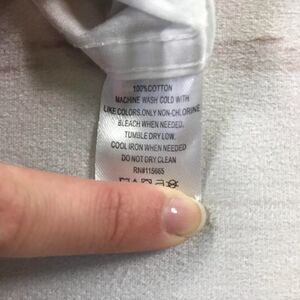 100%COTTON
MACHINE WASH COLD WITH
LIKE COLORS.ONLY NON-CHLORINE
BLEACH WHEN NEEDED.
TUMBLE DRY LOW.
COOL IRON WHEN NEEDED
DO NOT DRY CLEAN
RN#115665